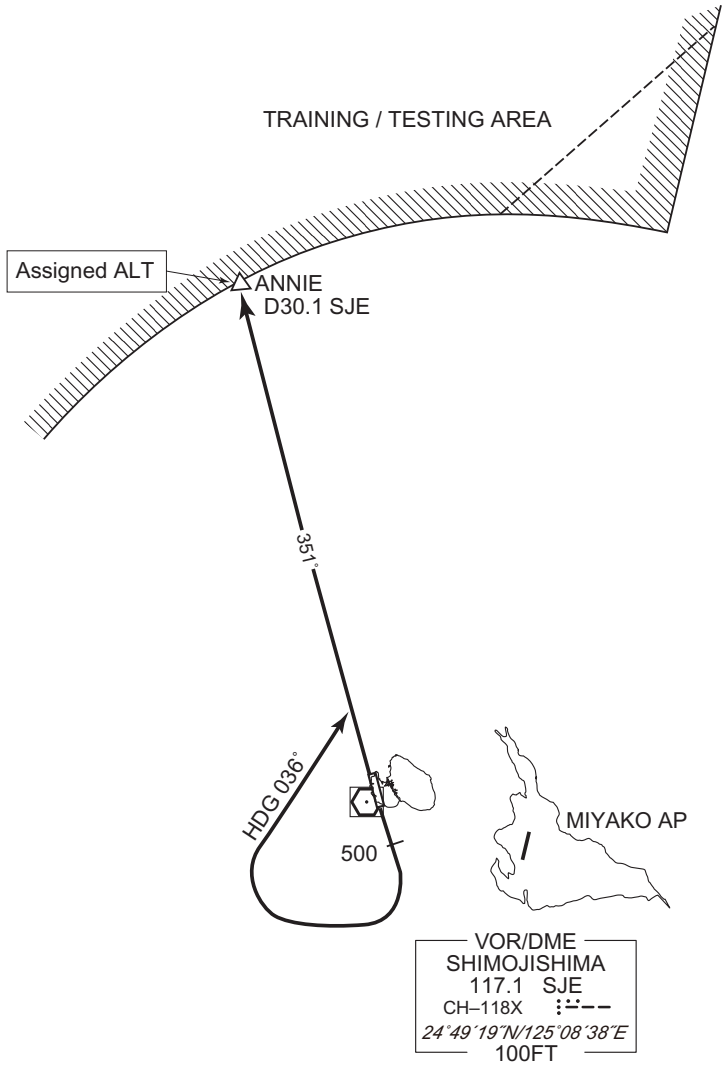 TRAINING / TESTING AREA
Assigned ALT
ANNIE
D30.1 SJE
351°
HDG 036°
500
MIYAKO AP
VOR/DME
SHIMOJISHIMA
117.1 SJE
CH–118X
24°49´19˝N/125°08´38˝E
100FT